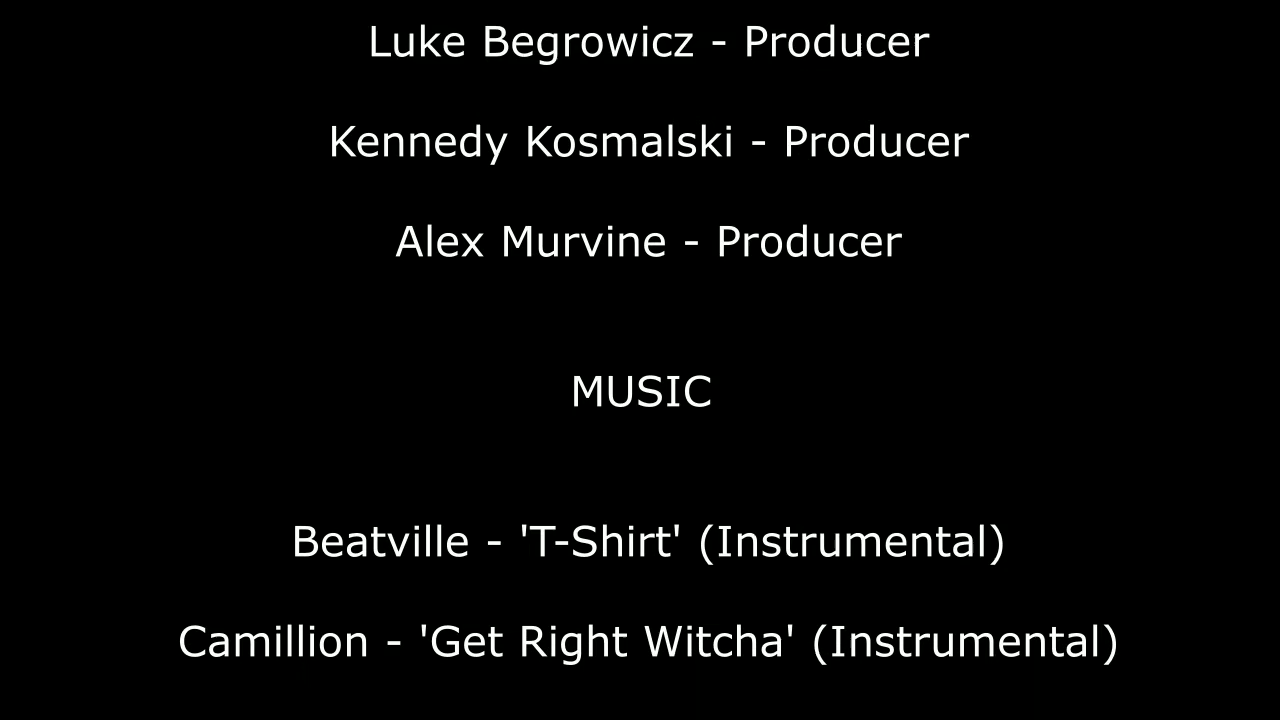 Luke Begrowicz - Producer
Kennedy Kosmalski - Producer
Alex Murvine - Producer
MUSIC
Beatville - 'T-Shirt' (Instrumental)
Camillion - 'Get Right Witcha' (Instrumental)